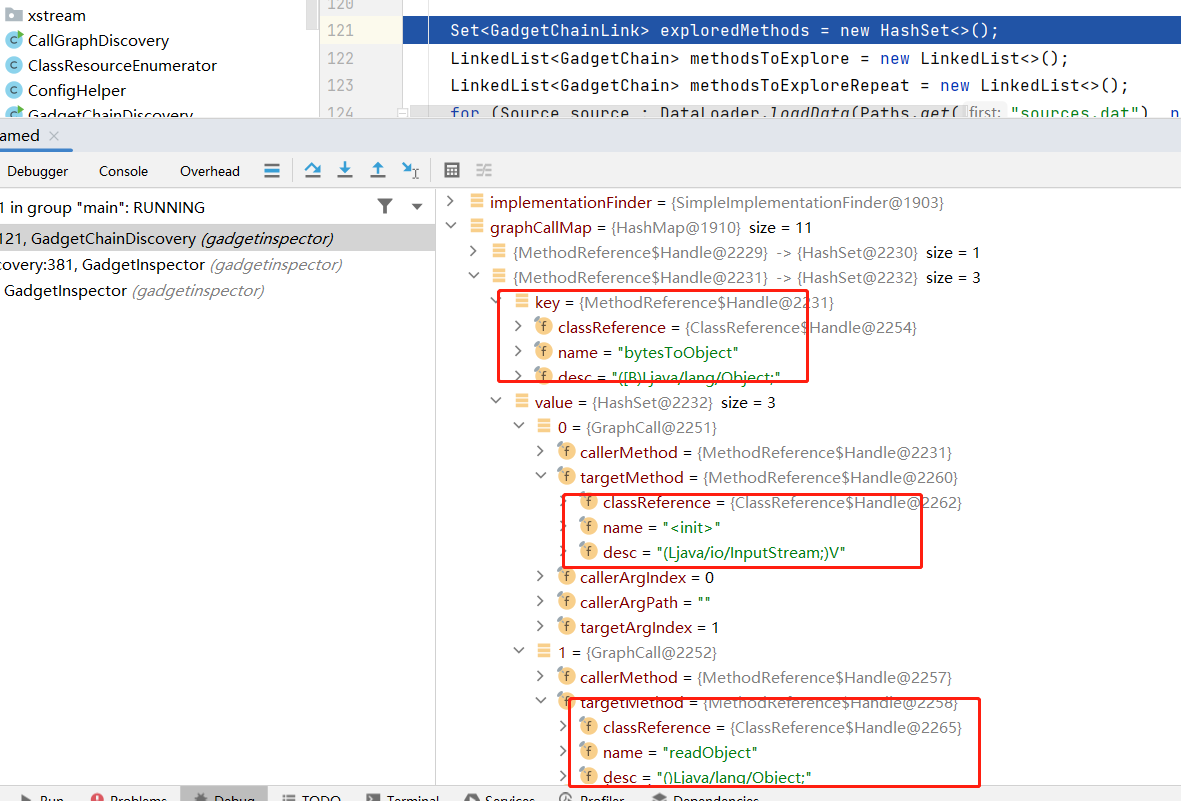 xstream
CallGraphDiscovery
ClassResourceEnumerator
ConfigHelper
GadgetChainDiscovery
120
121 Set<GadgetChainLink> exploredMethods = new HashSet<>();
122 LinkedList<GadgetChain> methodsToExplore = new LinkedList<>();
123 LinkedList<GadgetChain> methodsToExploreRepeat = new LinkedList<>();
124 for (Source source : DataLoader.loadData(Paths.get( first: "sources.dat"), n
amed ×
Debugger Console Overhead
1 in group "main": RUNNING
121, GadgetChainDiscovery (gadgetinspector)
covery:381, GadgetInspector (gadgetinspector)
GadgetInspector (gadgetinspector)
implementationFinder = {SimpleImplementationFinder@1903}
graphCallMap = {HashMap@1910} size = 11
{MethodReference$Handle@2229} -> {HashSet@2230} size = 1
{MethodReference$Handle@2231} -> {HashSet@2232} size = 3
key = {MethodReference$Handle@2231}
f classReference = {ClassReference$Handle@2254}
f name = "bytesToObject"
f desc = "([B)Ljava/lang/Object;"
value = {HashSet@2232} size = 3
0 = {GraphCall@2251}
f callerMethod = {MethodReference$Handle@2231}
f targetMethod = {MethodReference$Handle@2260}
f classReference = {ClassReference$Handle@2262}
f name = "<init>"
f desc = "(Ljava/io/InputStream;)V"
f callerArgIndex = 0
f callerArgPath = ""
f targetArgIndex = 1
1 = {GraphCall@2252}
f callerMethod = {MethodReference$Handle@2257}
f targetMethod = {MethodReference$Handle@2258}
f classReference = {ClassReference$Handle@2265}
f name = "readObject"
f desc = "()Ljava/lang/Object;"
Run Problems Debug TODO Terminal Services Profiler Dependencies